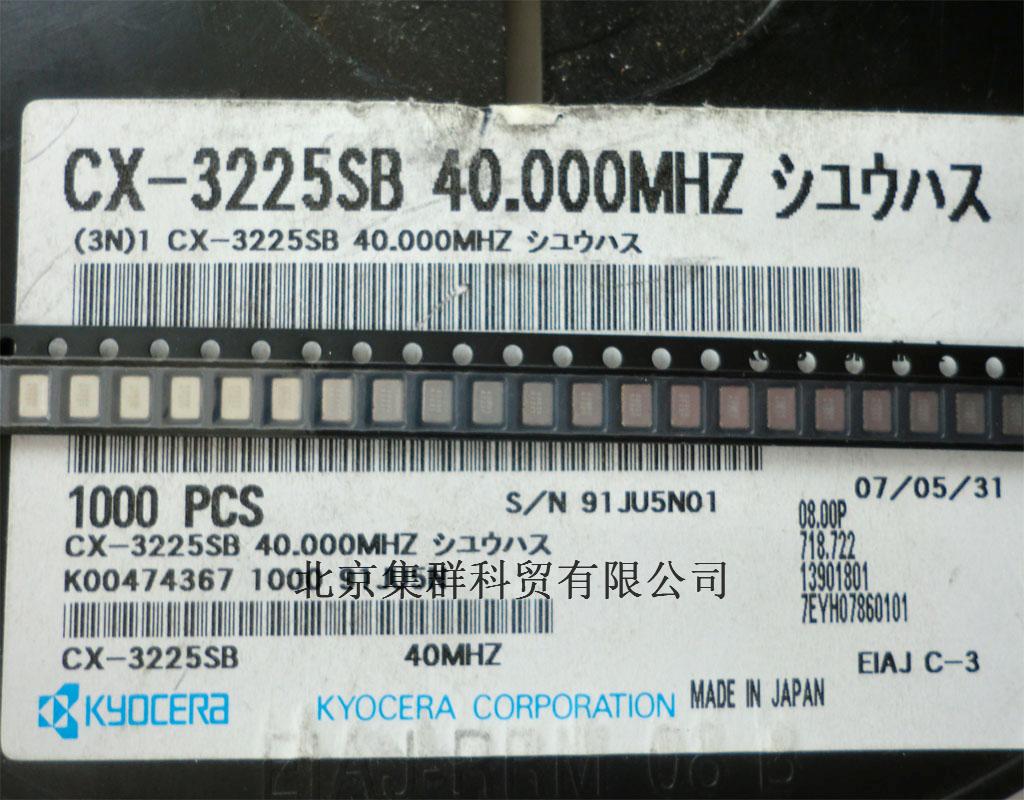 CX-3225SB 40.000MHZ シユウハス
(3N)1 CX-3225SB 40.000MHZ シユウハス
1000 PCS
S/N 91JU5N01
07/05/31
08.00P
CX-3225SB 40.000MHZ シユウハス
718.722
K00474367 1000
北京集群科贸有限公司
13901801
7EYH07860101
CX-3225SB 40MHZ
EIAJ C-3
KYOCERA
KYOCERA CORPORATION
MADE IN JAPAN